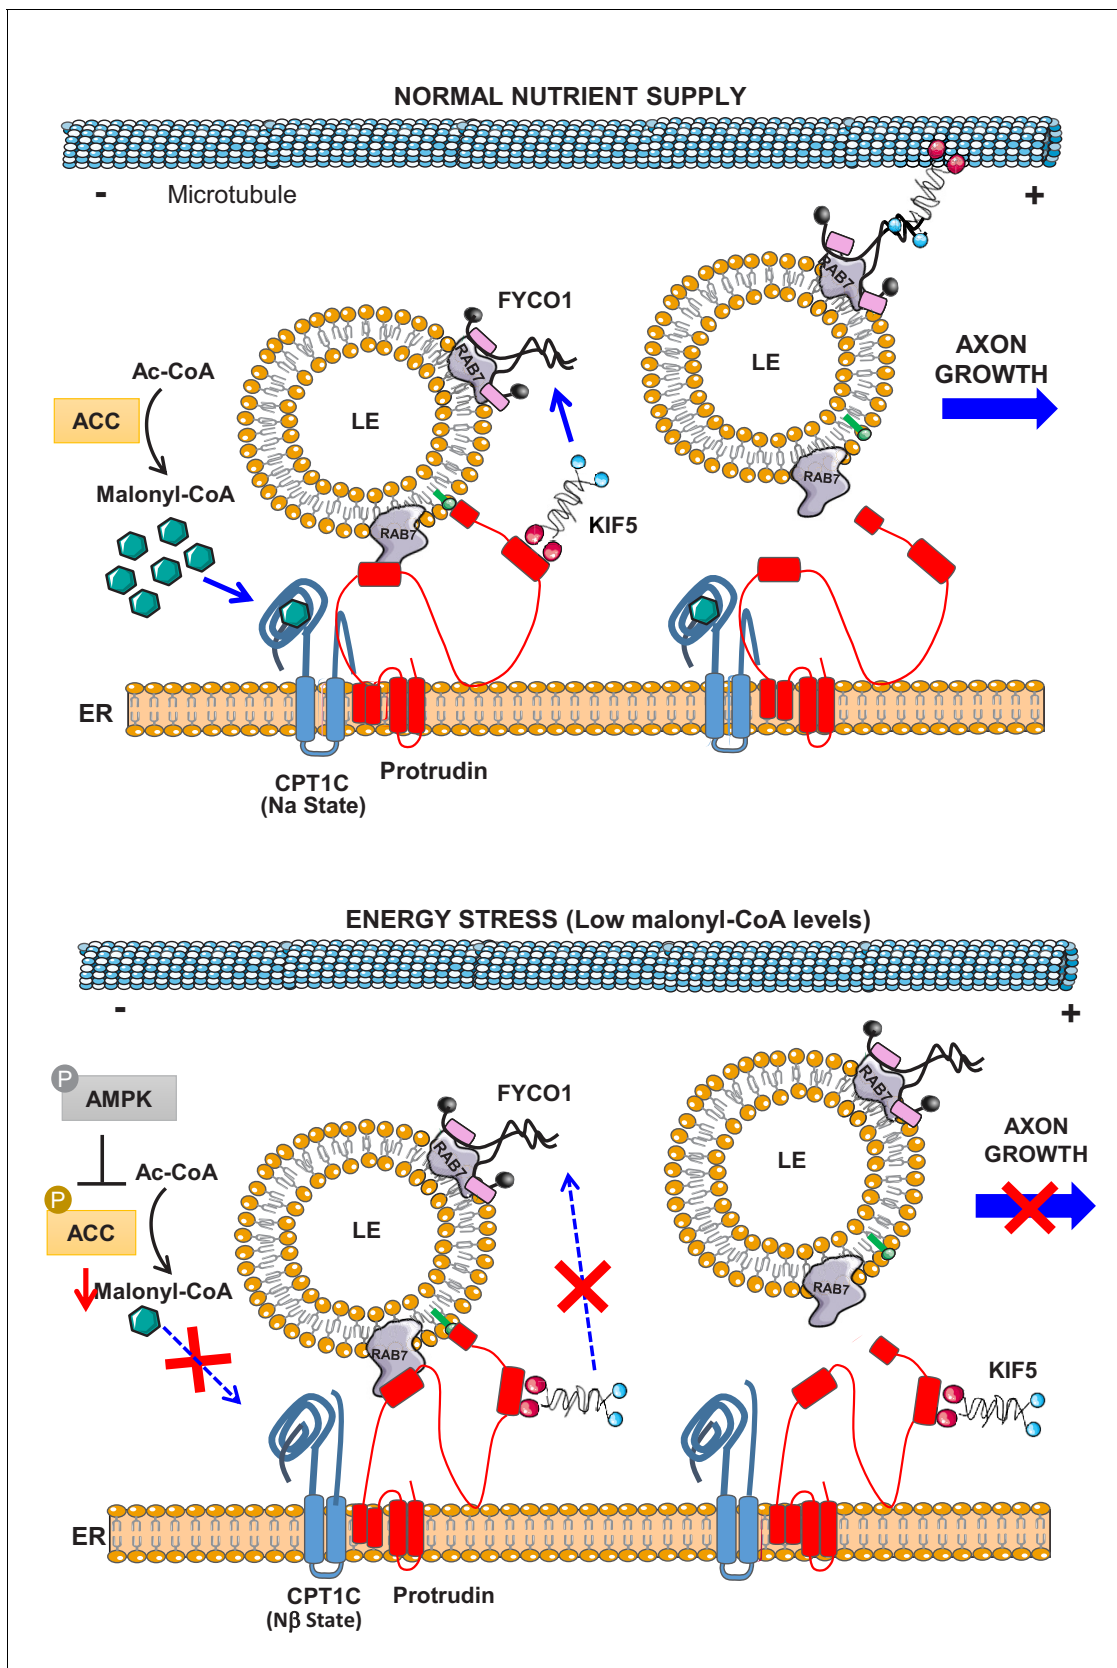 NORMAL NUTRIENT SUPPLY
-
Microtubule
+
FYCO1
RAB7
RAB7
Ac-CoA
ACC
LE
LE
AXON
GROWTH
Malonyl-CoA
RAB7
RAB7
KIF5
ER
CPT1C
(Na State)
Protrudin
ENERGY STRESS (Low malonyl-CoA levels)
-
+
P
AMPK
FYCO1
RAB7
RAB7
AXON
GROWTH
Ac-CoA
P
ACC
LE
LE
Malonyl-CoA
RAB7
RAB7
KIF5
ER
CPT1C
(Nβ State)
Protrudin